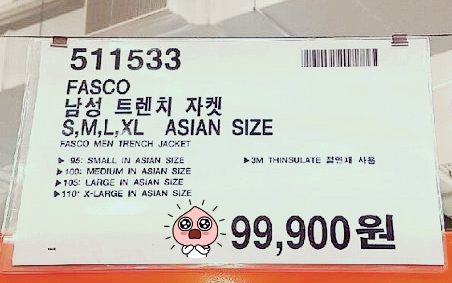 511533
FASCO
남성 트렌치 자켓
S,M,L,XL ASIAN SIZE
FASCO MEN TRENCH JACKET
▶ 95: SMALL IN ASIAN SIZE
▶100: MEDIUM IN ASIAN SIZE
▶105: LARGE IN ASIAN SIZE
▶110: X-LARGE IN ASIAN SIZE
▶3M THINSULATE 절연재 사용
99,900원